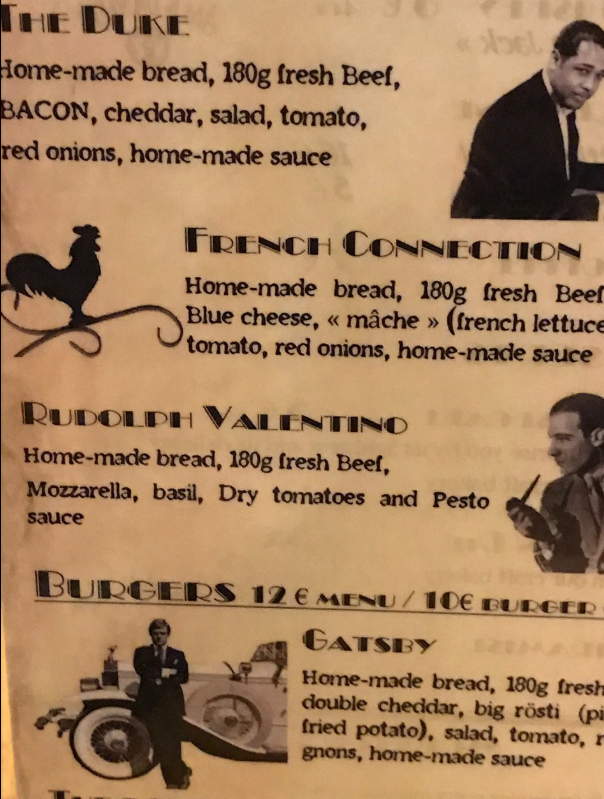 THE DUKE
Home-made bread, 180g fresh Beef,
BACON, cheddar, salad, tomato,
red onions, home-made sauce
FRENCH CONNECTION
Home-made bread, 180g fresh Beef
Blue cheese, « mâche » (french lettuce
tomato, red onions, home-made sauce
RUDOLPH VALENTINO
Home-made bread, 180g fresh Beef,
Mozzarella, basil, Dry tomatoes and Pesto
sauce
BURGERS 12 € MENU / 10€ BURGER
GATSBY
Home-made bread, 180g fresh
double cheddar, big rösti (pi
fried potato), salad, tomato, r
gnons, home-made sauce